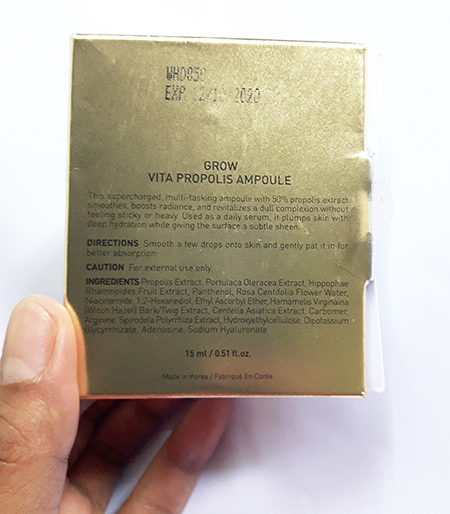 EXP 2020
GROW
VITA PROPOLIS AMPOULE
This supercharged, multi-tasking ampoule with 50% propolis extract
smoothes, boosts radiance, and revitalizes a dull complexion without
feeling sticky or heavy. Used as a daily serum, it plumps skin with
deep hydration while giving the surface a subtle sheen.
DIRECTIONS Smooth a few drops onto skin and gently pat it in for
better absorption.
CAUTION For external use only
INGREDIENTS Propolis Extract, Portulaca Oleracea Extract, Hippophae
Rhamnoides Fruit Extract, Panthenol, Rosa Centifolia Flower Water,
Niacinamide, 1,2-Hexanediol, Ethyl Ascorbyl Ether, Hamamelis Virginiana
(Witch Hazel) Bark/Twig Extract, Centella Asiatica Extract, Carbomer,
Arginine, Spirodela Polyrrhiza Extract, Hydroxyethylcellulose, Dipotassium
Glycyrrhizate, Adenosine, Sodium Hyaluronate
15 ml / 0.51 fl.oz.
Made in Korea / Fabriqué En Corée